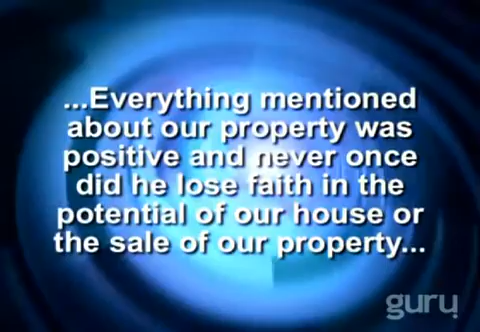 ...Everything mentioned
about our property was
positive and never once
did he lose faith in the
potential of our house or
the sale of our property...
guru